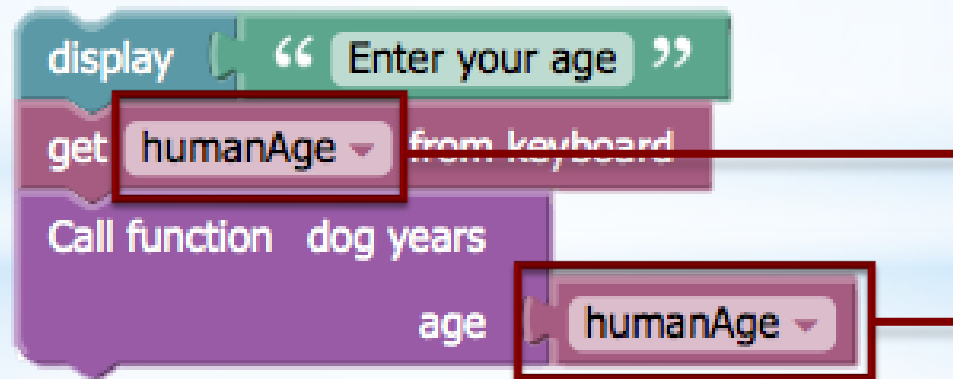 display “ Enter your age ”
get humanAge from keyboard
Call function dog years
age humanAge